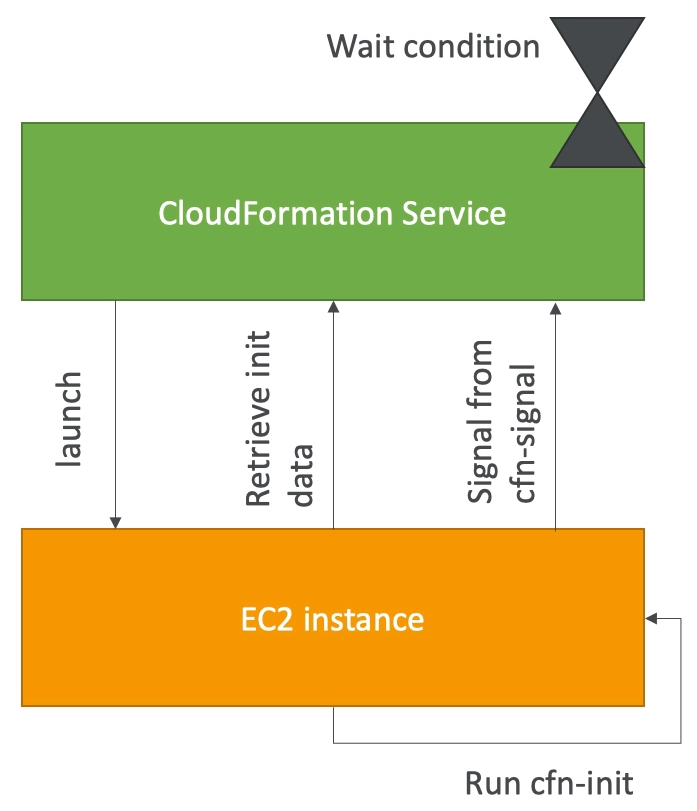 Wait condition
CloudFormation Service
launch
Retrieve init
data
Signal from
cfn-signal
EC2 instance
Run cfn-init